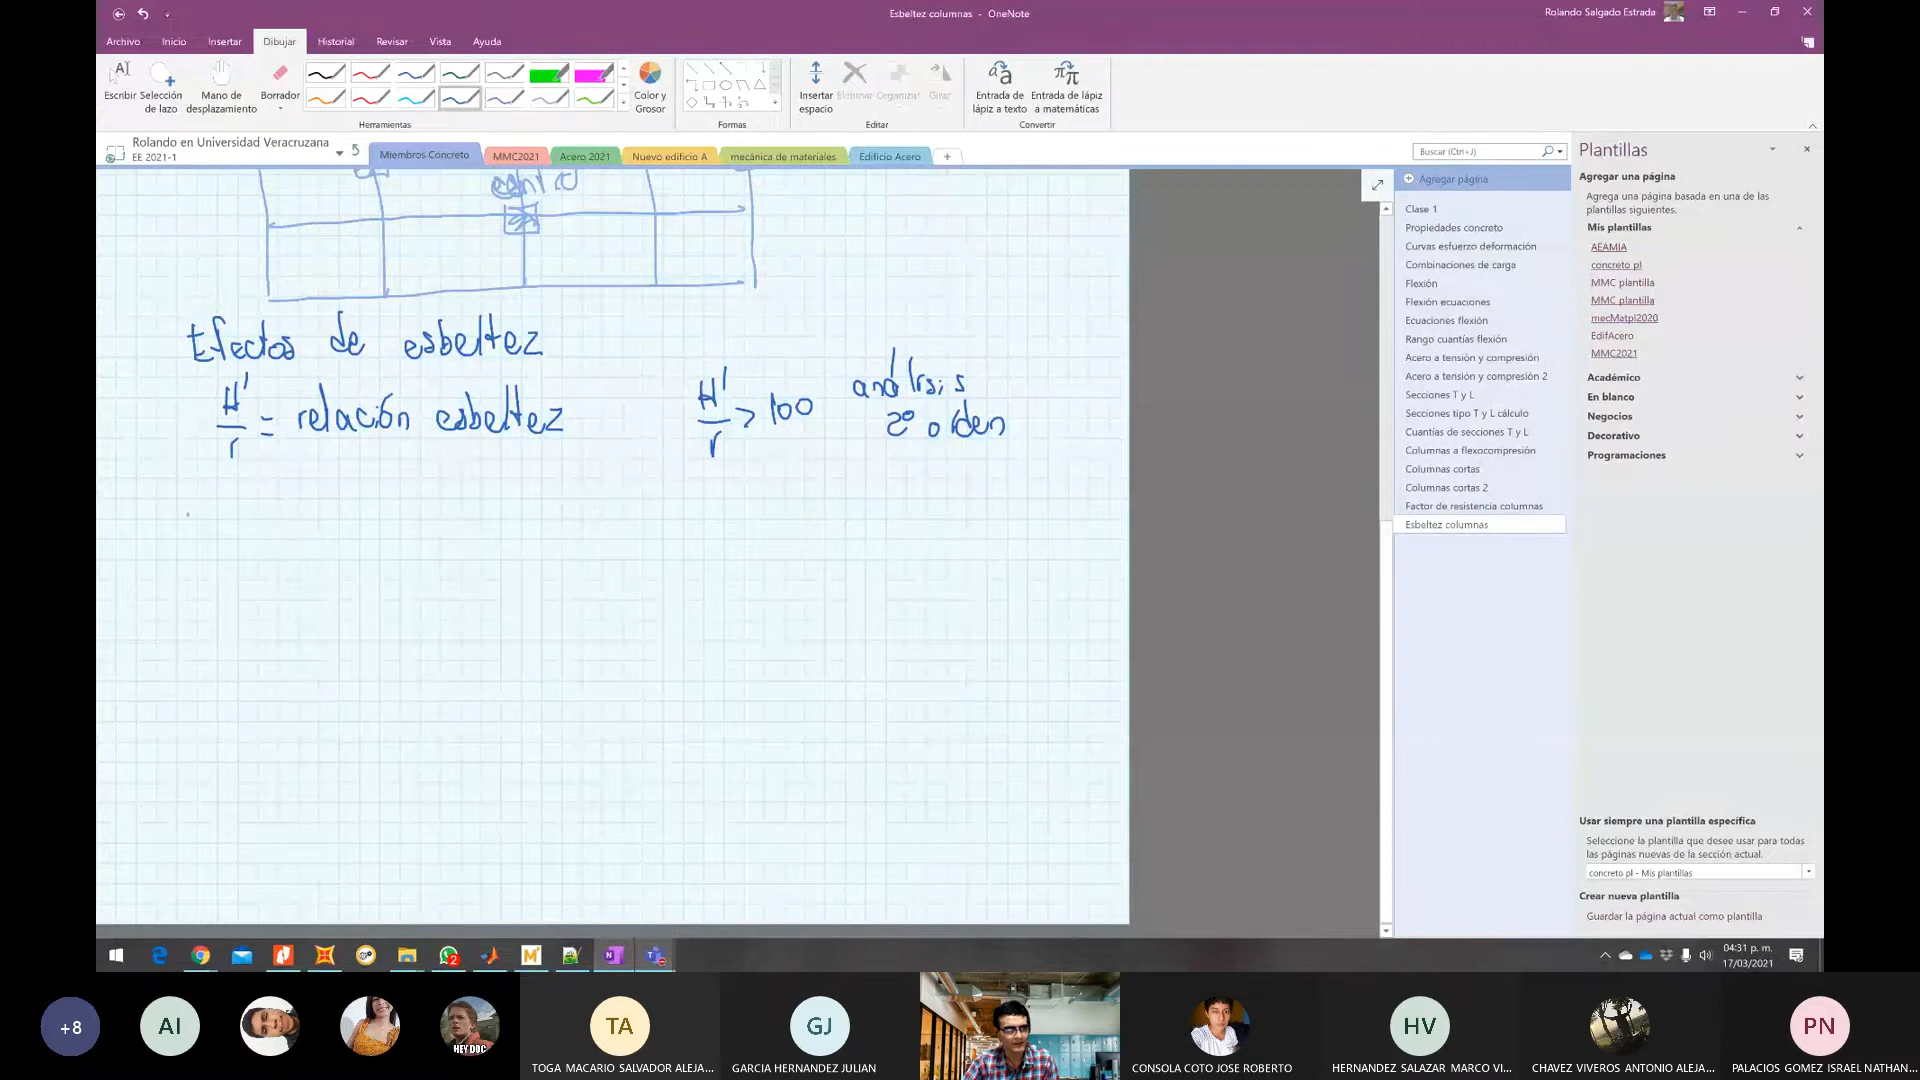 Esbeltez columnas - OneNote
Rolando Salgado Estrada
Archivo Inicio Insertar Dibujar Historial Revisar Vista Ayuda
Escribir
Selección de lazo
Mano de desplazamiento
Borrador
Color y Grosor
Insertar espacio
Eliminar
Organizar
Girar
Entrada de lápiz a texto
Entrada de lápiz a matemáticas
Herramientas
Formas
Editar
Convertir
Rolando en Universidad Veracruzana
EE 2021-1
Miembros Concreto
MMC2021
Acero 2021
Nuevo edificio A
mecánica de materiales
Edificio Acero
Buscar (Ctrl+J)
Efectos de esbeltez
H'/r = relación esbeltez
H'/r > 100
análisis
2º orden
Agregar página
Clase 1
Propiedades concreto
Curvas esfuerzo deformación
Combinaciones de carga
Flexión
Flexión ecuaciones
Ecuaciones flexión
Rango cuantías flexión
Acero a tensión y compresión
Acero a tensión y compresión 2
Secciones T y L
Secciones tipo T y L cálculo
Cuantías de secciones T y L
Columnas a flexocompresión
Columnas cortas
Columnas cortas 2
Factor de resistencia columnas
Esbeltez columnas
Plantillas
Agregar una página
Agrega una página basada en una de las
plantillas siguientes.
Mis plantillas
AEAMIA
concreto pl
MMC plantilla
MMC plantilla
mecMatpl2020
EdifAcero
MMC2021
Académico
En blanco
Negocios
Decorativo
Programaciones
Usar siempre una plantilla específica
Seleccione la plantilla que desee usar para todas
las páginas nuevas de la sección actual.
concreto pl - Mis plantillas
Crear nueva plantilla
Guardar la página actual como plantilla
04:31 p. m.
17/03/2021
+8
AI
HEY DOC
TA
TOGA MACARIO SALVADOR ALEJA...
GJ
GARCIA HERNANDEZ JULIAN
CONSOLA COTO JOSE ROBERTO
HV
HERNANDEZ SALAZAR MARCO VI...
CHAVEZ VIVEROS ANTONIO ALEJA...
PN
PALACIOS GOMEZ ISRAEL NATHAN...